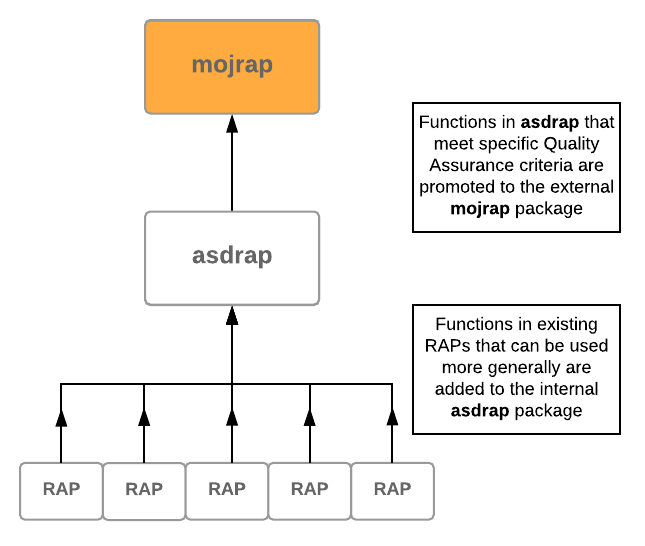 mojrap
Functions in asdrap that
meet specific Quality
Assurance criteria are
promoted to the external
mojrap package
asdrap
Functions in existing
RAPs that can be used
more generally are
added to the internal
asdrap package
RAP
RAP
RAP
RAP
RAP